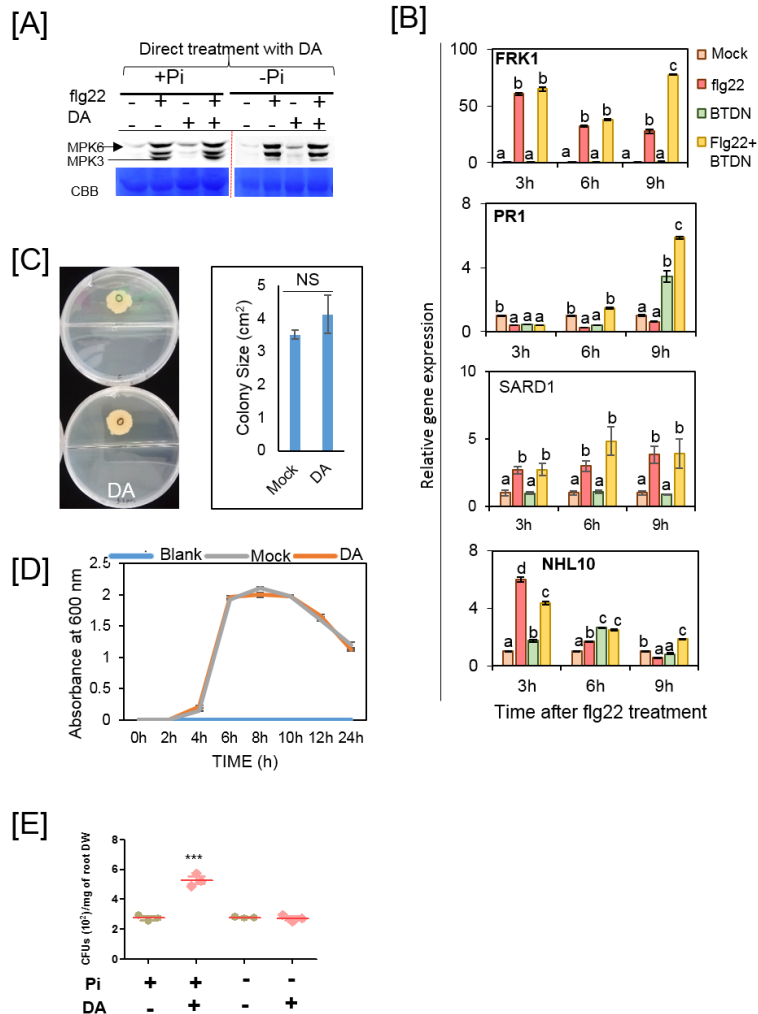 [A]
Direct treatment with DA
+Pi -Pi
flg22 - + - + - + - +
DA - - + + - - + +
MPK6
MPK3
CBB
[B]
Relative gene expression
FRK1
100
50
0
a b a b a b a b a b a c
3h 6h 9h
Mock
flg22
BTDN
Flg22+
BTDN
PR1
8
4
0
b a a a b a a b a a b c
3h 6h 9h
SARD1
10
5
0
a b a b a b a b a b a b
3h 6h 9h
NHL10
8
4
0
a d b c a b c c b a a c
3h 6h 9h
Time after flg22 treatment
[C]
DA
Colony Size (cm²)
5
4
3
2
1
0
NS
Mock DA
[D]
Blank Mock DA
Absorbance at 600 nm
2.5
2
1.5
1
0.5
0
0h 2h 4h 6h 8h 10h 12h 24h
TIME (h)
[E]
CFUs (10²)/mg of root DW
8
6
4
2
0
***
Pi + + - -
DA - + - +